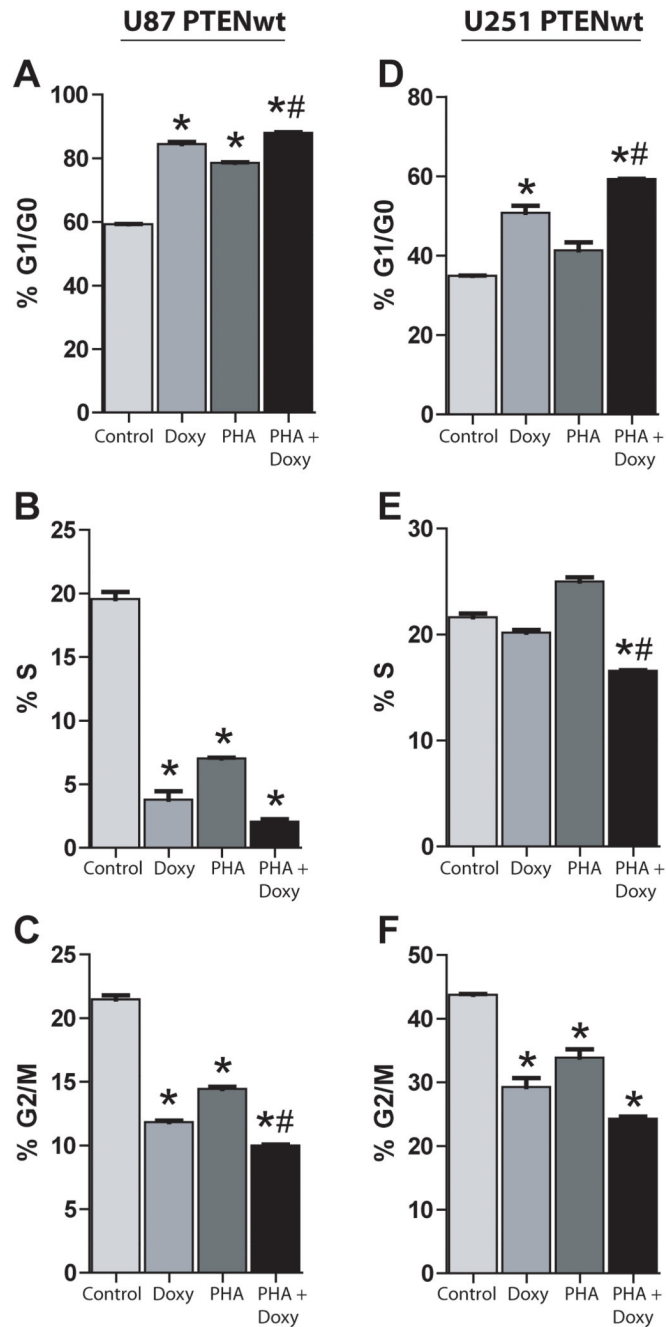 U87 PTENwt
U251 PTENwt
A
% G1/G0
100
80
60
40
20
0
*
*
*#
Control Doxy PHA PHA +
Doxy
D
% G1/G0
80
60
40
20
0
*
*#
Control Doxy PHA PHA +
Doxy
B
% S
25
20
15
10
5
0
*
*
*
Control Doxy PHA PHA +
Doxy
E
% S
30
20
10
0
*#
Control Doxy PHA PHA +
Doxy
C
% G2/M
25
20
15
10
5
0
*
*
*#
Control Doxy PHA PHA +
Doxy
F
% G2/M
50
40
30
20
10
0
*
*
*
Control Doxy PHA PHA +
Doxy